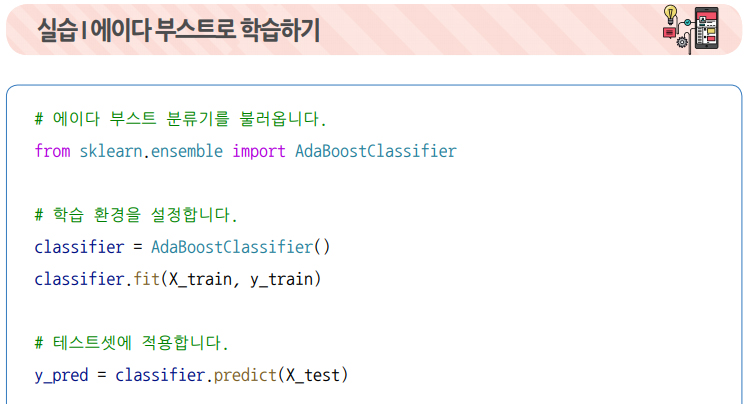 실습 | 에이다 부스트로 학습하기
# 에이다 부스트 분류기를 불러옵니다.
from sklearn.ensemble import AdaBoostClassifier
# 학습 환경을 설정합니다.
classifier = AdaBoostClassifier()
classifier.fit(X_train, y_train)
# 테스트셋에 적용합니다.
y_pred = classifier.predict(X_test)